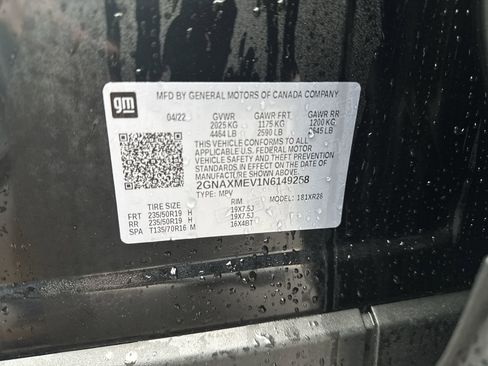 gm
MFD BY GENERAL MOTORS OF CANADA COMPANY
04/22 GVWR GAWR FRT GAWR RR
2025 KG 1175 KG 1200 KG
4464 LB 2590 LB 2645 LB
THIS VEHICLE CONFORMS TO ALL
APPLICABLE U.S. FEDERAL MOTOR
VEHICLE SAFETY AND THEFT PREVENTION
STANDARDS IN EFFECT ON THE DATE OF
MANUFACTURE SHOWN ABOVE.
2GNAXMEV1N6149258
TYPE: MPV MODEL: 181XR26
TIRE SIZE RIM
FRT 235/50R19 H 19X7.5J
RR 235/50R19 H 19X7.5J
SPA T135/70R16 M 16X4BT